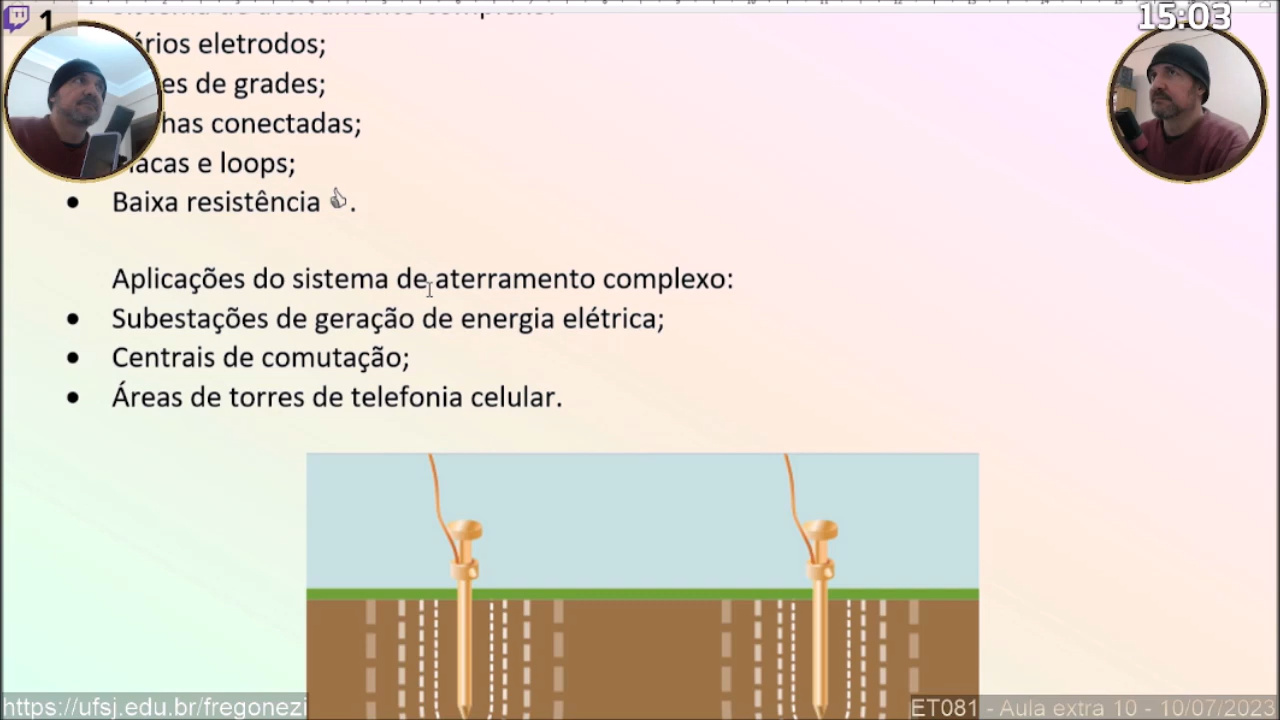 1
15:03
ários eletrodos;
es de grades;
has conectadas;
lacas e loops;
• Baixa resistência 👍.
Aplicações do sistema de aterramento complexo:
• Subestações de geração de energia elétrica;
• Centrais de comutação;
• Áreas de torres de telefonia celular.
https://ufsj.edu.br/fregonezi
ET081 - Aula extra 10 - 10/07/2023